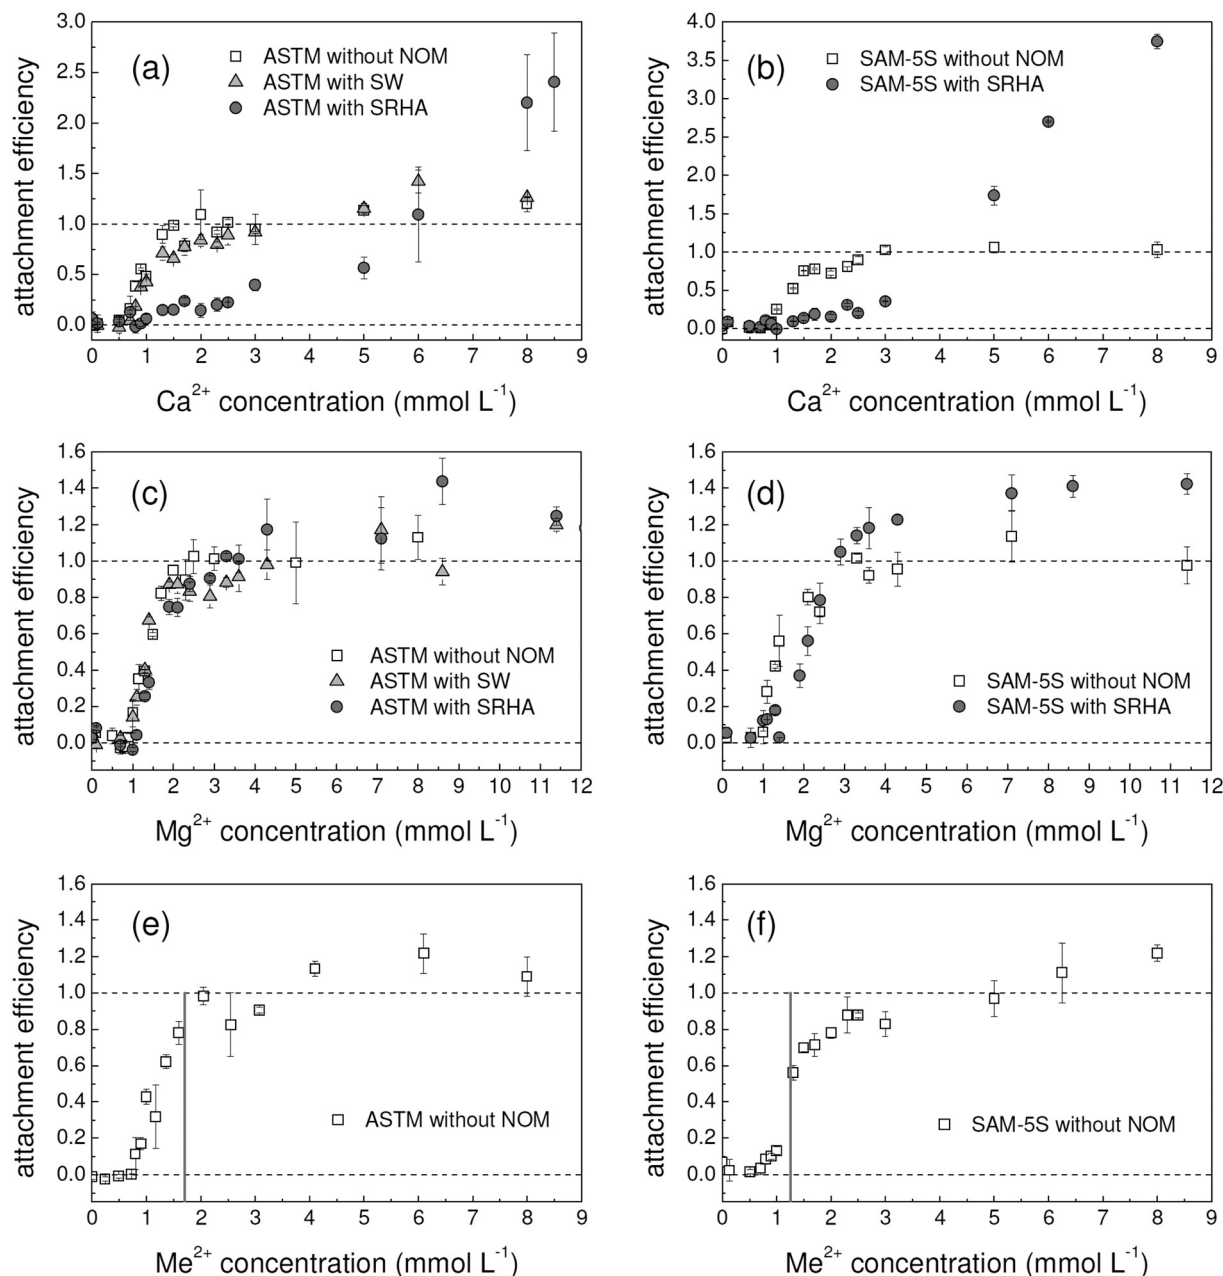 (a)
ASTM without NOM
ASTM with SW
ASTM with SRHA
attachment efficiency
3.0
2.5
2.0
1.5
1.0
0.5
0.0
0 1 2 3 4 5 6 7 8 9
Ca²⁺ concentration (mmol L⁻¹)
(b)
SAM-5S without NOM
SAM-5S with SRHA
attachment efficiency
4.0
3.5
3.0
2.5
2.0
1.5
1.0
0.5
0.0
0 1 2 3 4 5 6 7 8 9
Ca²⁺ concentration (mmol L⁻¹)
(c)
ASTM without NOM
ASTM with SW
ASTM with SRHA
attachment efficiency
1.6
1.4
1.2
1.0
0.8
0.6
0.4
0.2
0.0
0 1 2 3 4 5 6 7 8 9 10 11 12
Mg²⁺ concentration (mmol L⁻¹)
(d)
SAM-5S without NOM
SAM-5S with SRHA
attachment efficiency
1.6
1.4
1.2
1.0
0.8
0.6
0.4
0.2
0.0
0 1 2 3 4 5 6 7 8 9 10 11 12
Mg²⁺ concentration (mmol L⁻¹)
(e)
ASTM without NOM
attachment efficiency
1.6
1.4
1.2
1.0
0.8
0.6
0.4
0.2
0.0
0 1 2 3 4 5 6 7 8 9
Me²⁺ concentration (mmol L⁻¹)
(f)
SAM-5S without NOM
attachment efficiency
1.6
1.4
1.2
1.0
0.8
0.6
0.4
0.2
0.0
0 1 2 3 4 5 6 7 8 9
Me²⁺ concentration (mmol L⁻¹)